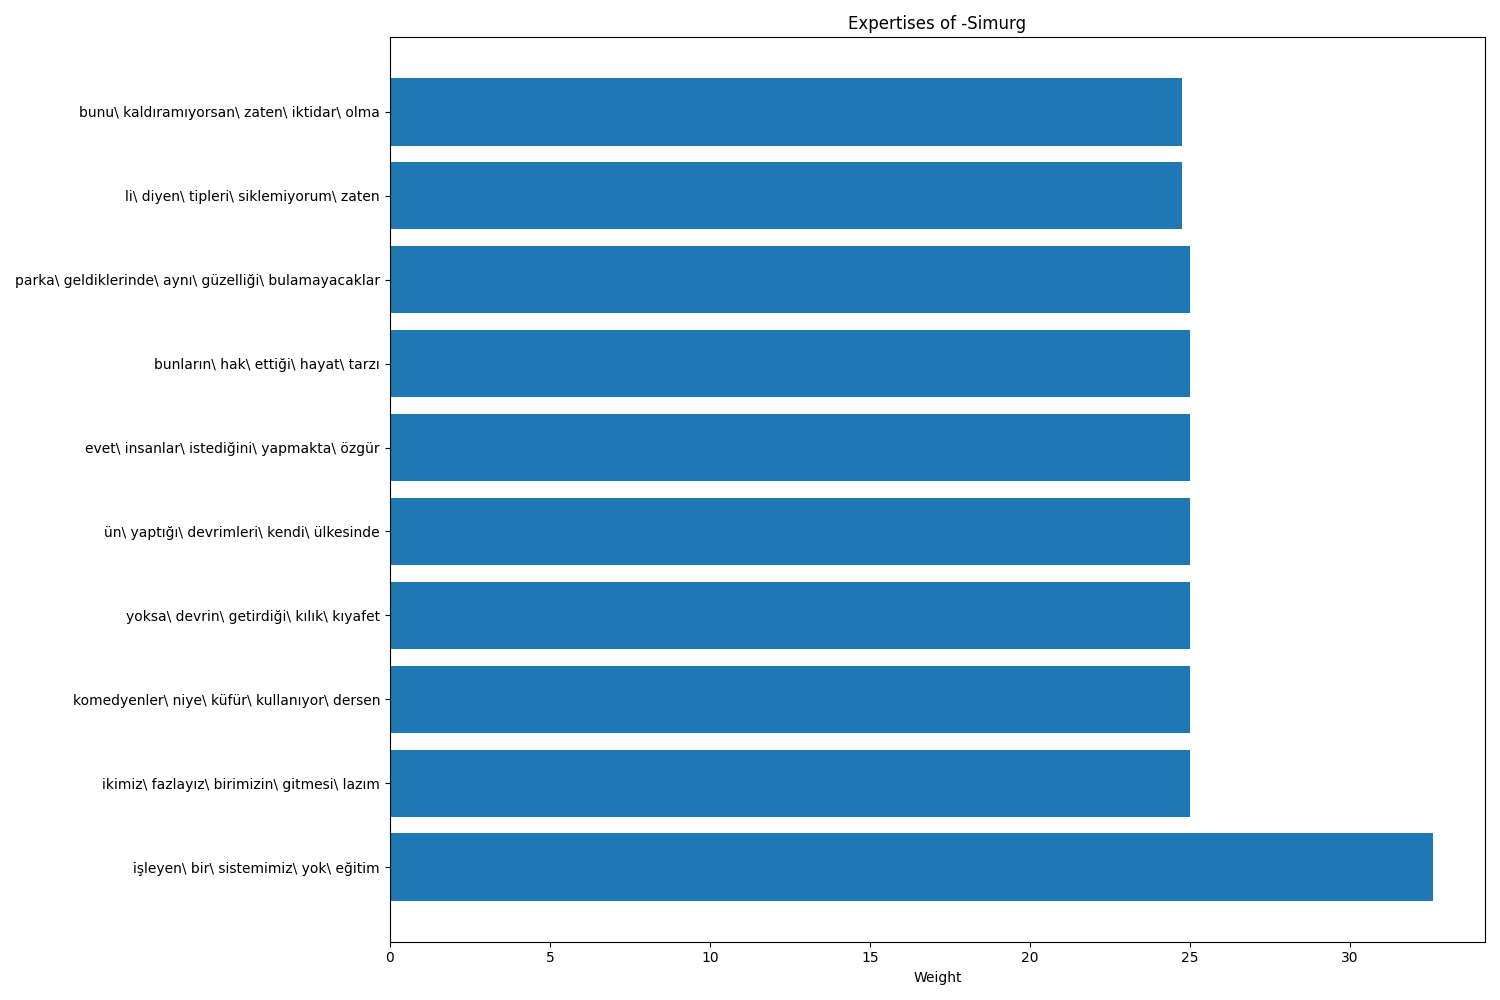 Expertises of -Simurg
bunu\ kaldıramıyorsan\ zaten\ iktidar\ olma
li\ diyen\ tipleri\ siklemiyorum\ zaten
parka\ geldiklerinde\ aynı\ güzelliği\ bulamayacaklar
bunların\ hak\ ettiği\ hayat\ tarzı
evet\ insanlar\ istediğini\ yapmakta\ özgür
ün\ yaptığı\ devrimleri\ kendi\ ülkesinde
yoksa\ devrin\ getirdiği\ kılık\ kıyafet
komedyenler\ niye\ küfür\ kullanıyor\ dersen
ikimiz\ fazlayız\ birimizin\ gitmesi\ lazım
işleyen\ bir\ sistemimiz\ yok\ eğitim
0 5 10 15 20 25 30
Weight